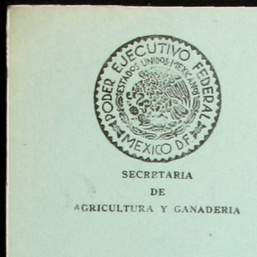 PODER EJECUTIVO FEDERAL
ESTADOS UNIDOS MEXICANOS
MEXICO D F
SECRETARIA
DE
AGRICULTURA Y GANADERIA